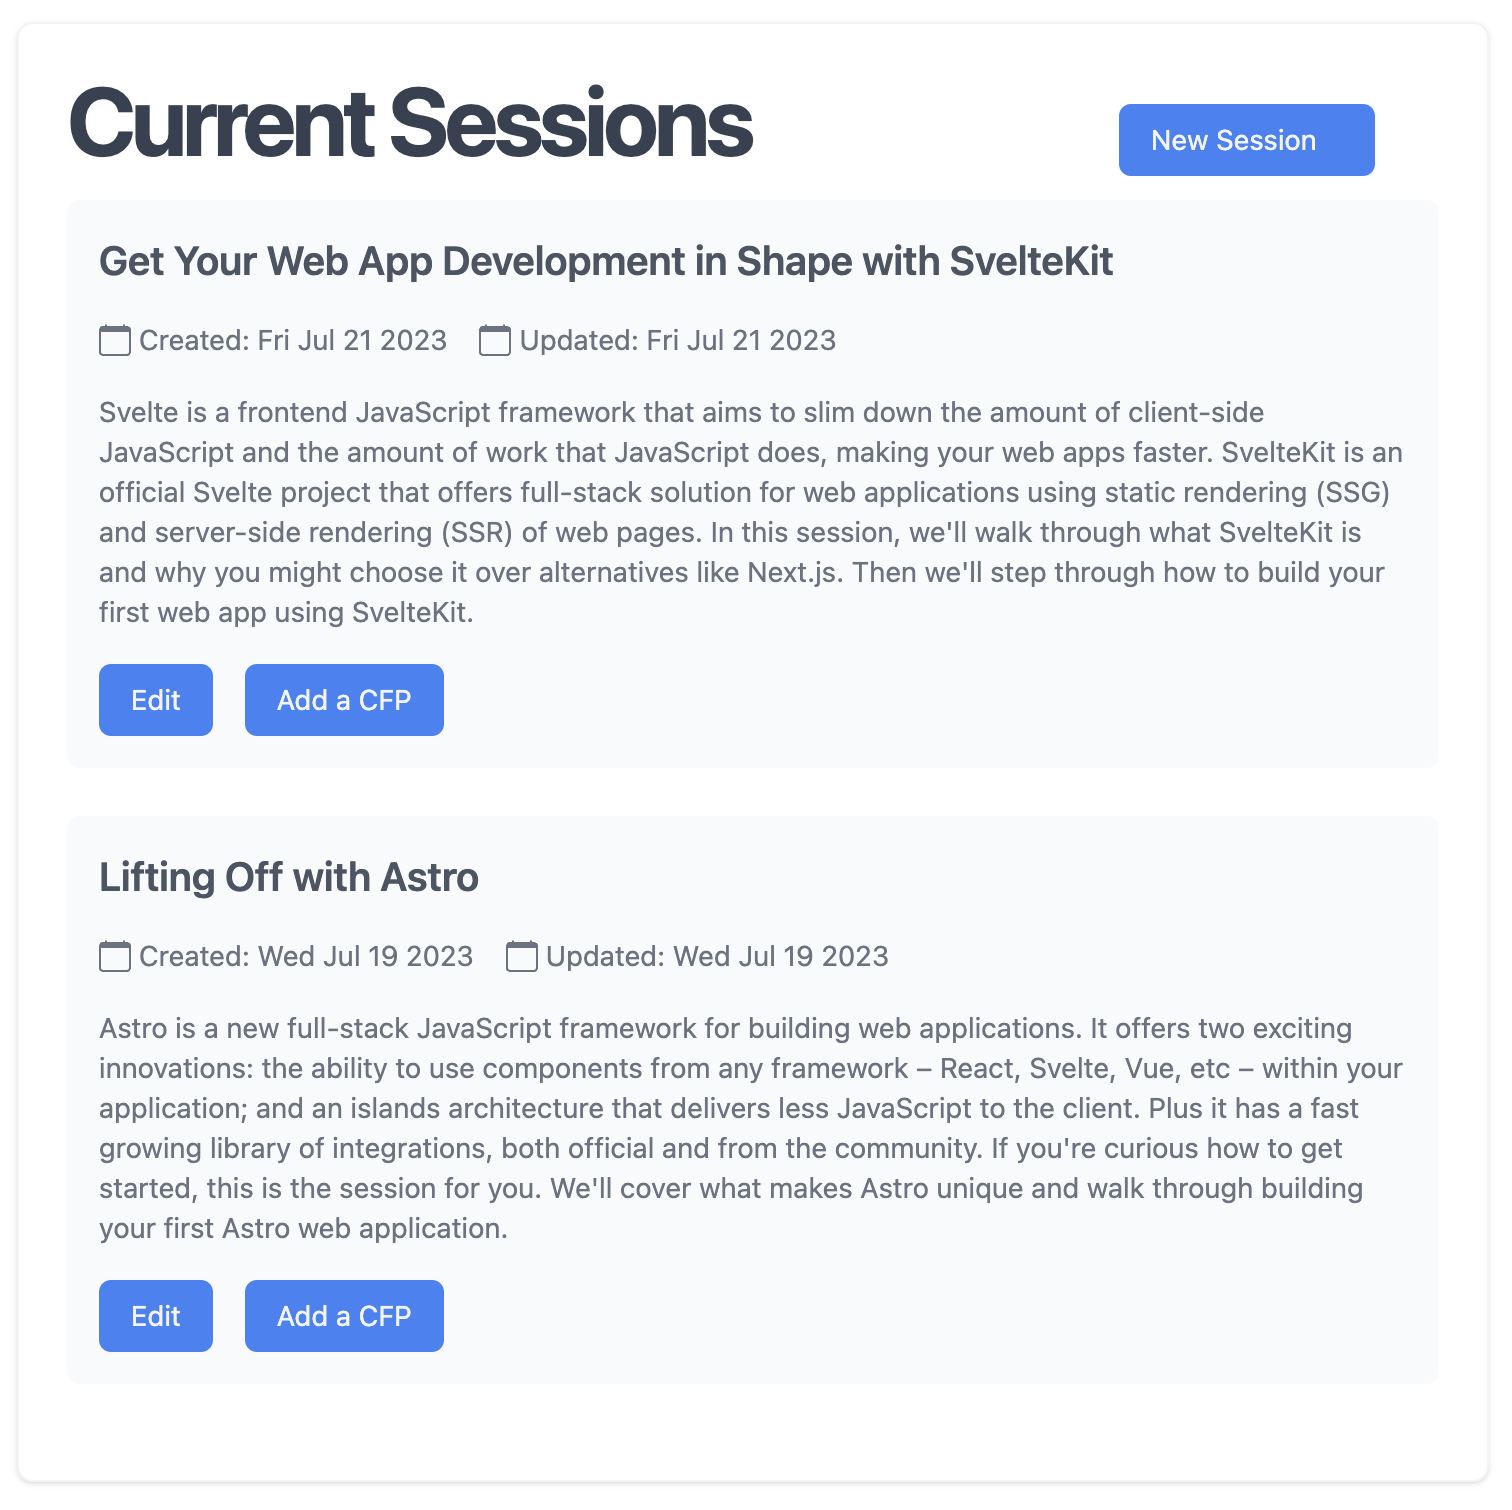 Current Sessions
New Session
Get Your Web App Development in Shape with SvelteKit
Created: Fri Jul 21 2023 Updated: Fri Jul 21 2023
Svelte is a frontend JavaScript framework that aims to slim down the amount of client-side
JavaScript and the amount of work that JavaScript does, making your web apps faster. SvelteKit is an
official Svelte project that offers full-stack solution for web applications using static rendering (SSG)
and server-side rendering (SSR) of web pages. In this session, we'll walk through what SvelteKit is
and why you might choose it over alternatives like Next.js. Then we'll step through how to build your
first web app using SvelteKit.
Edit Add a CFP
Lifting Off with Astro
Created: Wed Jul 19 2023 Updated: Wed Jul 19 2023
Astro is a new full-stack JavaScript framework for building web applications. It offers two exciting
innovations: the ability to use components from any framework – React, Svelte, Vue, etc – within your
application; and an islands architecture that delivers less JavaScript to the client. Plus it has a fast
growing library of integrations, both official and from the community. If you're curious how to get
started, this is the session for you. We'll cover what makes Astro unique and walk through building
your first Astro web application.
Edit Add a CFP